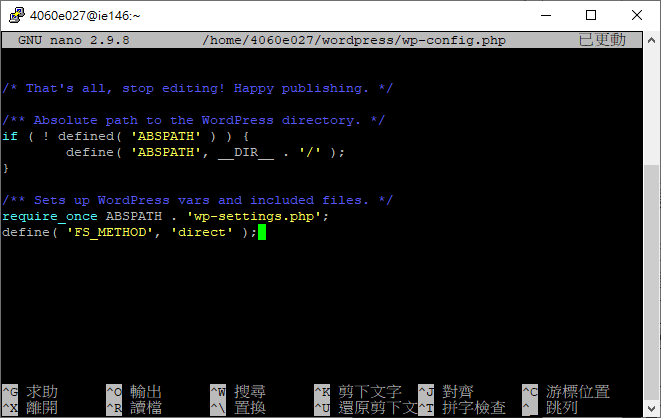 4060e027@ie146:~
GNU nano 2.9.8 /home/4060e027/wordpress/wp-config.php 已更動
/* That's all, stop editing! Happy publishing. */
/** Absolute path to the WordPress directory. */
if ( ! defined( 'ABSPATH' ) ) {
define( 'ABSPATH', __DIR__ . '/' );
}
/** Sets up WordPress vars and included files. */
require_once ABSPATH . 'wp-settings.php';
define( 'FS_METHOD', 'direct' );
^G 求助 ^O 輸出 ^W 搜尋 ^K 剪下文字 ^J 對齊 ^C 游標位置
^X 離開 ^R 讀檔 ^\ 置換 ^U 還原剪下文 ^T 拼字檢查 ^_ 跳列